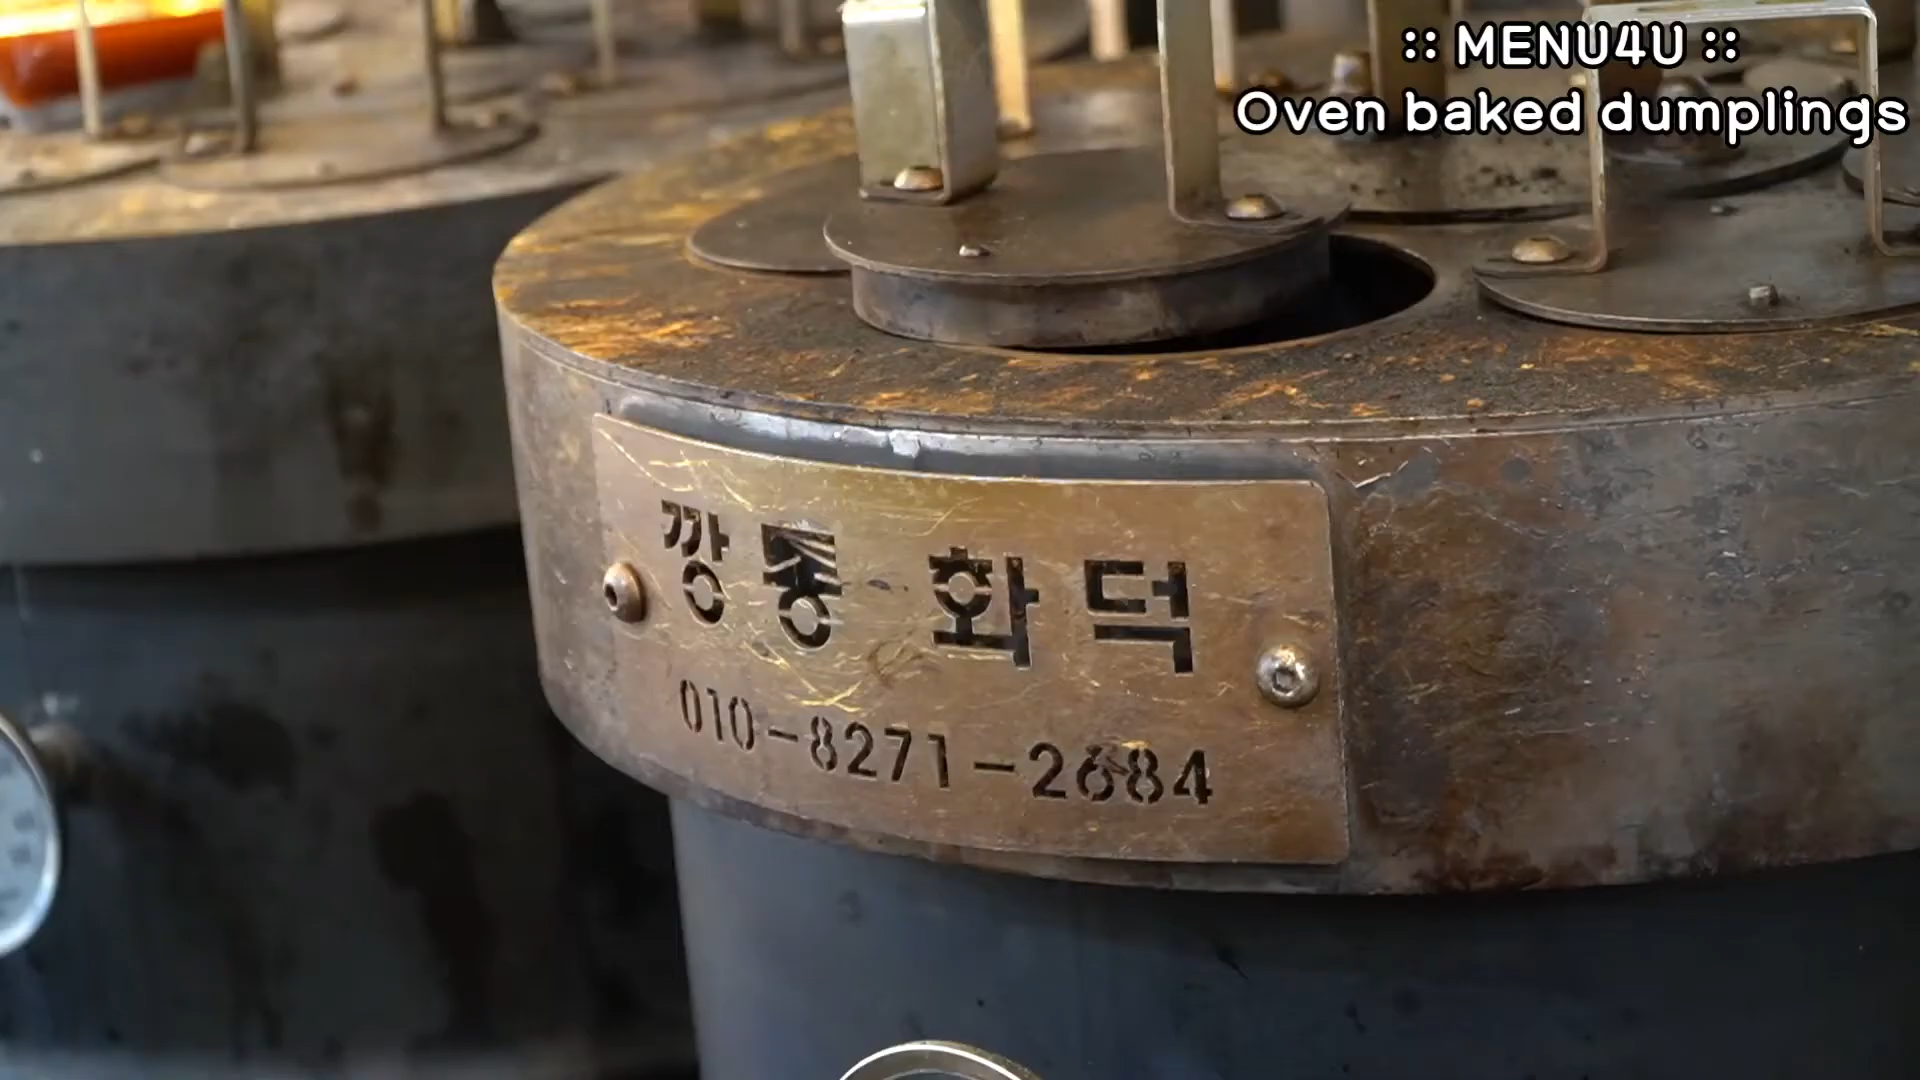 :: MENU4U ::
Oven baked dumplings
깡통 화덕
010-8271-2684